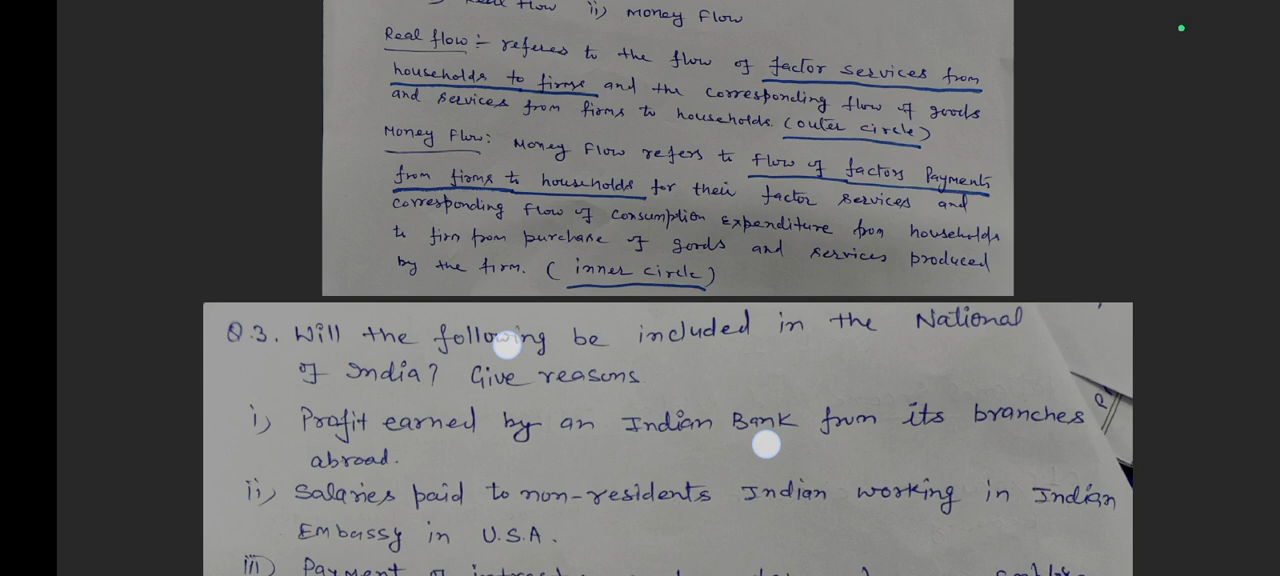 Real Flow ii) Money Flow
Real flow :- referes to the flow of factor services from
households to firms and the corresponding flow of goods
and services from firms to households. (outer circle)
Money Flow: Money Flow refers to flow of factors Payments
from firms to households for their factor services and
corresponding flow of consumption Expenditure from households
to firm from purchase of goods and services produced
by the firm. (inner circle)
Q.3. Will the following be included in the National
of India? Give reasons
i) Profit earned by an Indian Bank from its branches
abroad.
ii) Salaries paid to non-residents Indian working in Indian
Embassy in U.S.A.
iii) Payment